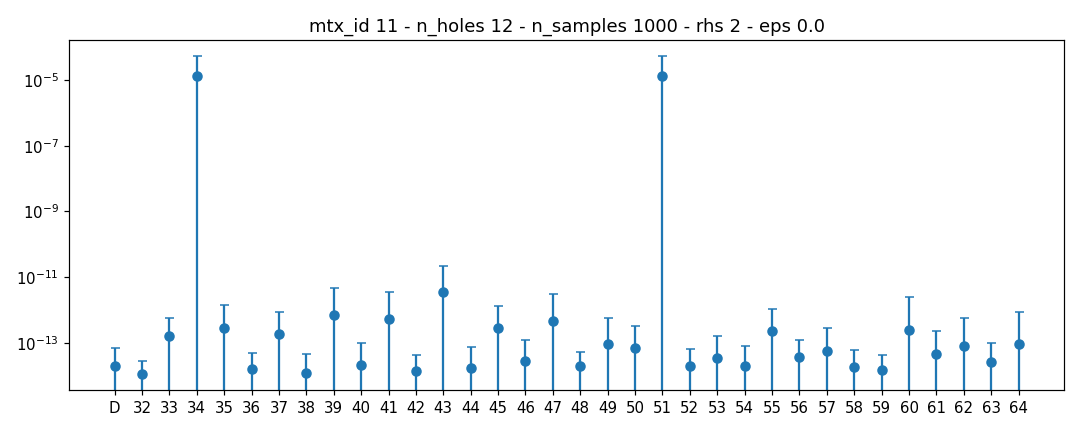 mtx_id 11 - n_holes 12 - n_samples 1000 - rhs 2 - eps 0.0
10⁻⁵
10⁻⁷
10⁻⁹
10⁻¹¹
10⁻¹³
D 32 33 34 35 36 37 38 39 40 41 42 43 44 45 46 47 48 49 50 51 52 53 54 55 56 57 58 59 60 61 62 63 64